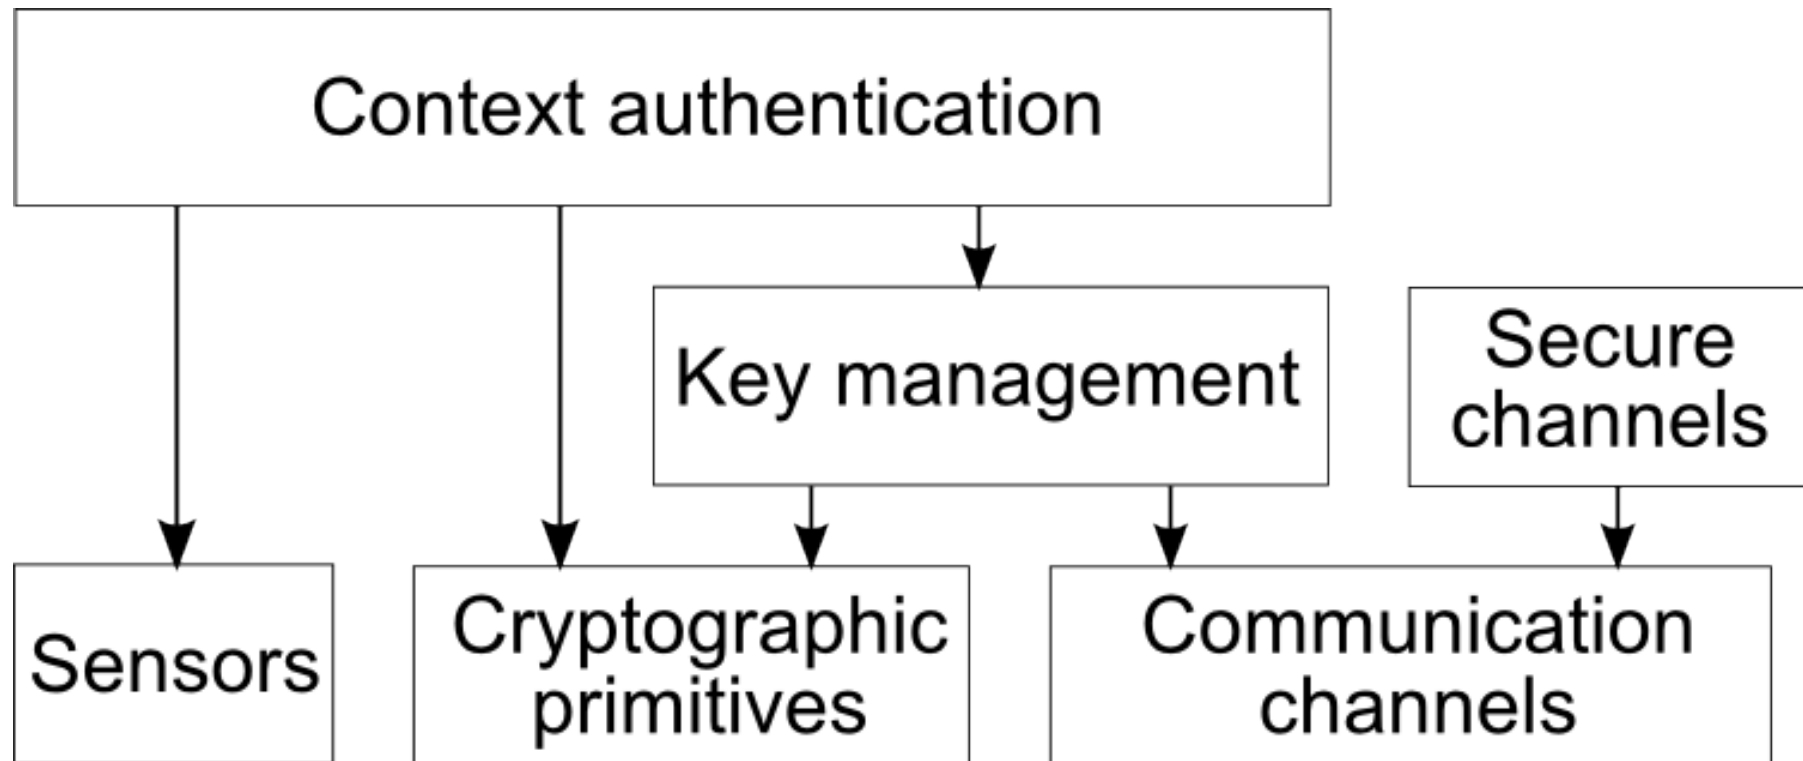 Context authentication
Key management
Secure
channels
Sensors
Cryptographic
primitives
Communication
channels